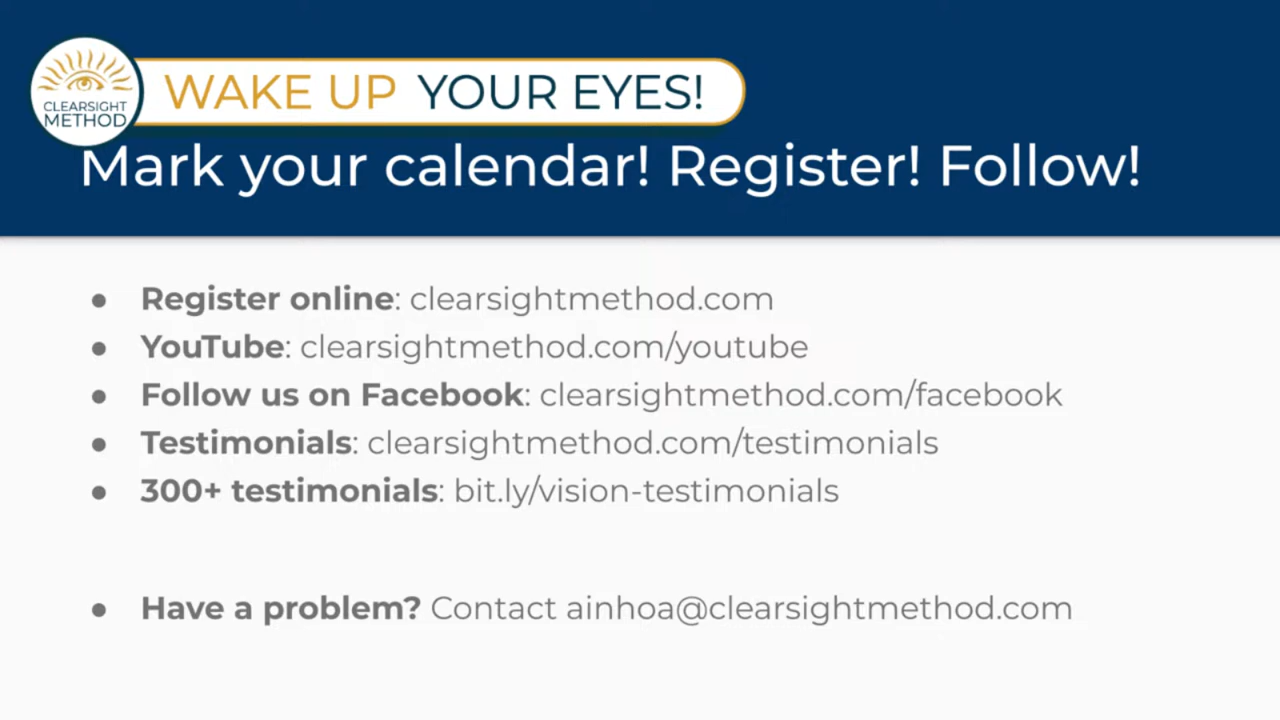 CLEARSIGHT
METHOD
WAKE UP YOUR EYES!
Mark your calendar! Register! Follow!
● Register online: clearsightmethod.com
● YouTube: clearsightmethod.com/youtube
● Follow us on Facebook: clearsightmethod.com/facebook
● Testimonials: clearsightmethod.com/testimonials
● 300+ testimonials: bit.ly/vision-testimonials
● Have a problem? Contact ainhoa@clearsightmethod.com